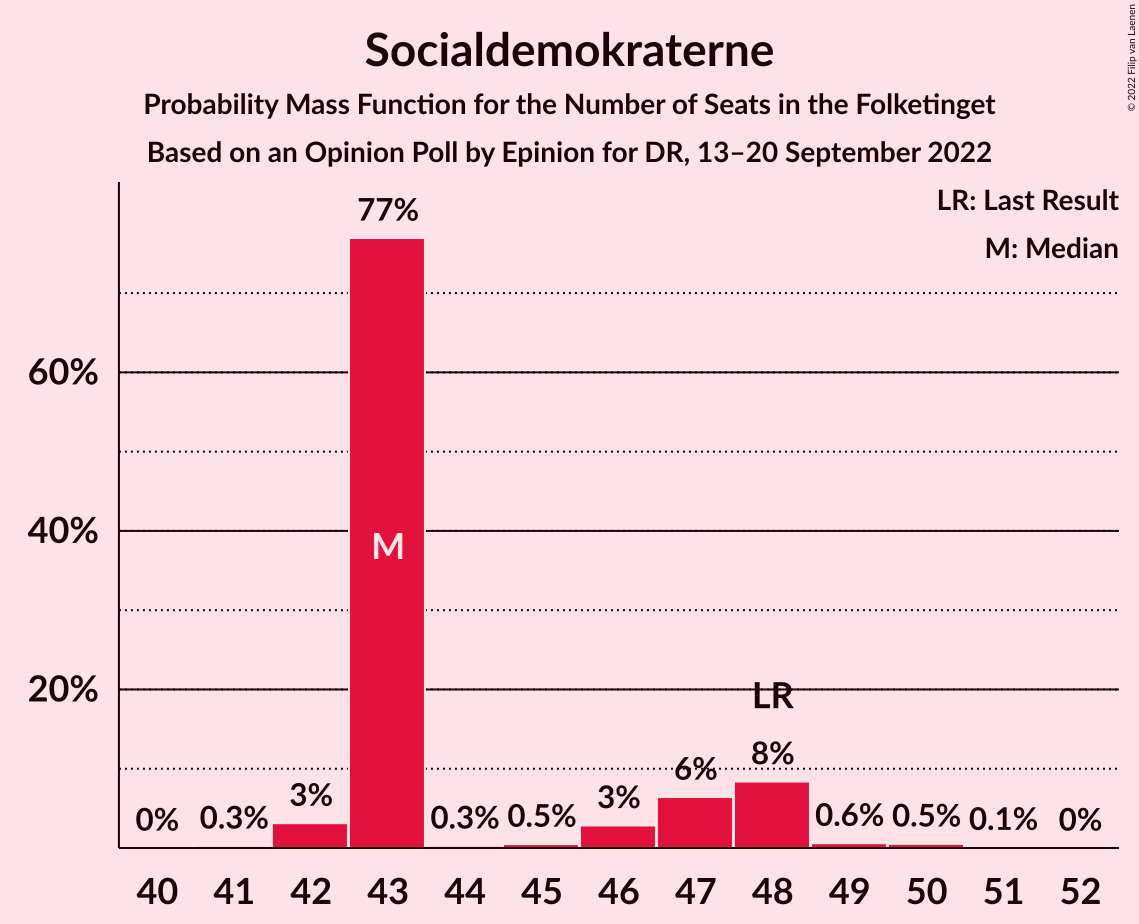 Socialdemokraterne
Probability Mass Function for the Number of Seats in the Folketinget
Based on an Opinion Poll by Epinion for DR, 13–20 September 2022
© 2022 Filip van Laenen
LR: Last Result
M: Median
77%
60%
40%
M
20%
LR
0% 0.3% 3% 0.3% 0.5% 3% 6% 8% 0.6% 0.5% 0.1% 0%
40 41 42 43 44 45 46 47 48 49 50 51 52